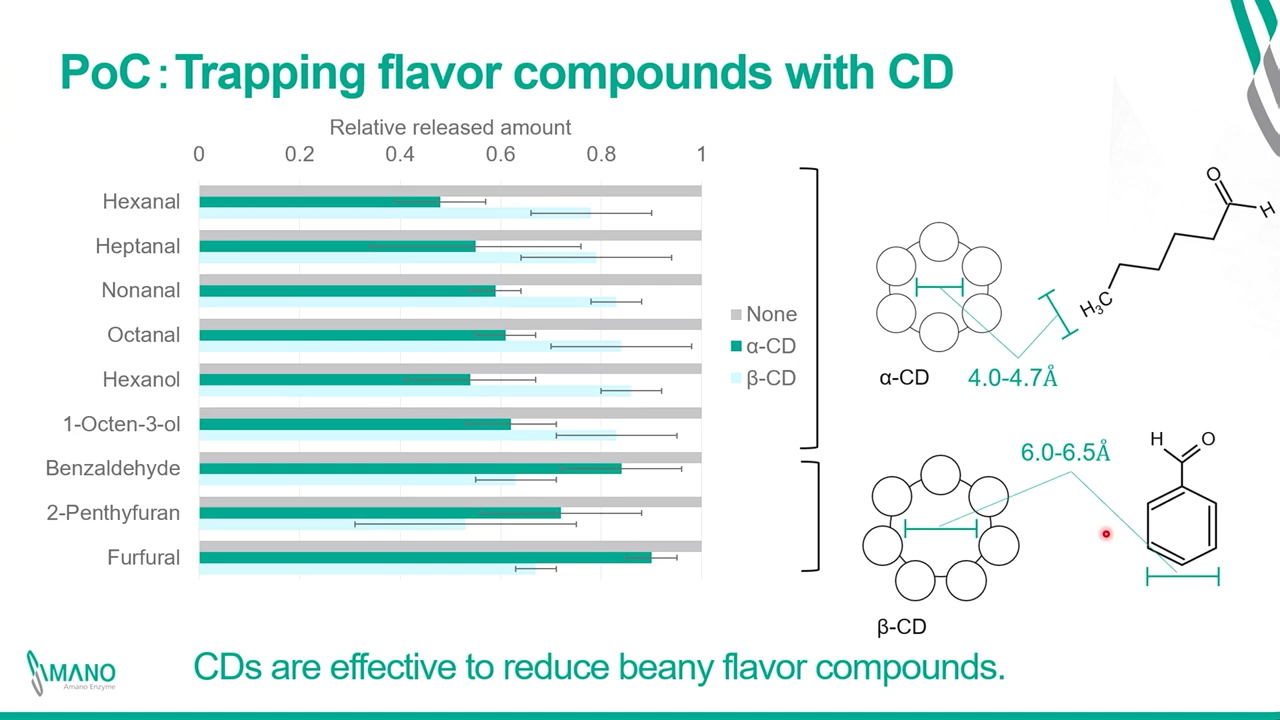 PoC：Trapping flavor compounds with CD
Relative released amount
0 0.2 0.4 0.6 0.8 1
Hexanal
Heptanal
Nonanal
Octanal
Hexanol
1-Octen-3-ol
Benzaldehyde
2-Penthyfuran
Furfural
None
α-CD
β-CD
O
H
H₃C
α-CD
4.0-4.7Å
6.0-6.5Å
H O
β-CD
AMANO
Amano Enzyme
CDs are effective to reduce beany flavor compounds.